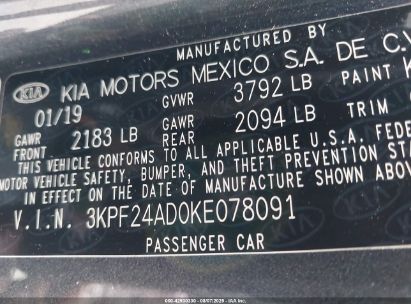 MANUFACTURED BY
KIA KIA MOTORS MEXICO S.A. DE C.V
01/19 GVWR 3792 LB PAINT K
GAWR FRONT 2183 LB GAWR REAR 2094 LB TRIM
THIS VEHICLE CONFORMS TO ALL APPLICABLE U.S.A. FEDE
MOTOR VEHICLE SAFETY, BUMPER, AND THEFT PREVENTION STA
IN EFFECT ON THE DATE OF MANUFACTURE SHOWN ABOV
V.I.N. 3KPF24AD0KE078091
PASSENGER CAR